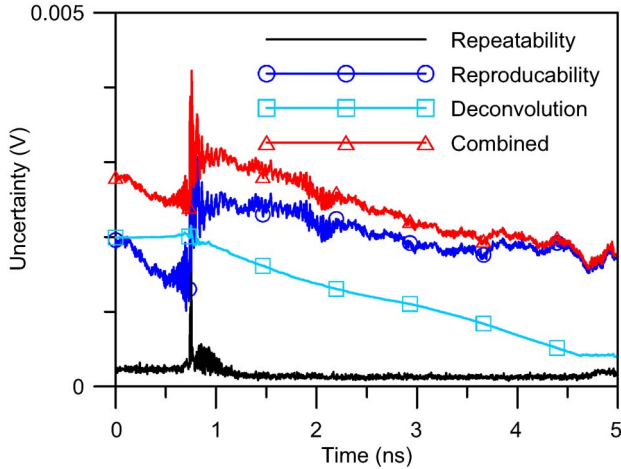 0.005
Repeatability
Reproducability
Deconvolution
Combined
Uncertainty (V)
0
0 1 2 3 4 5
Time (ns)